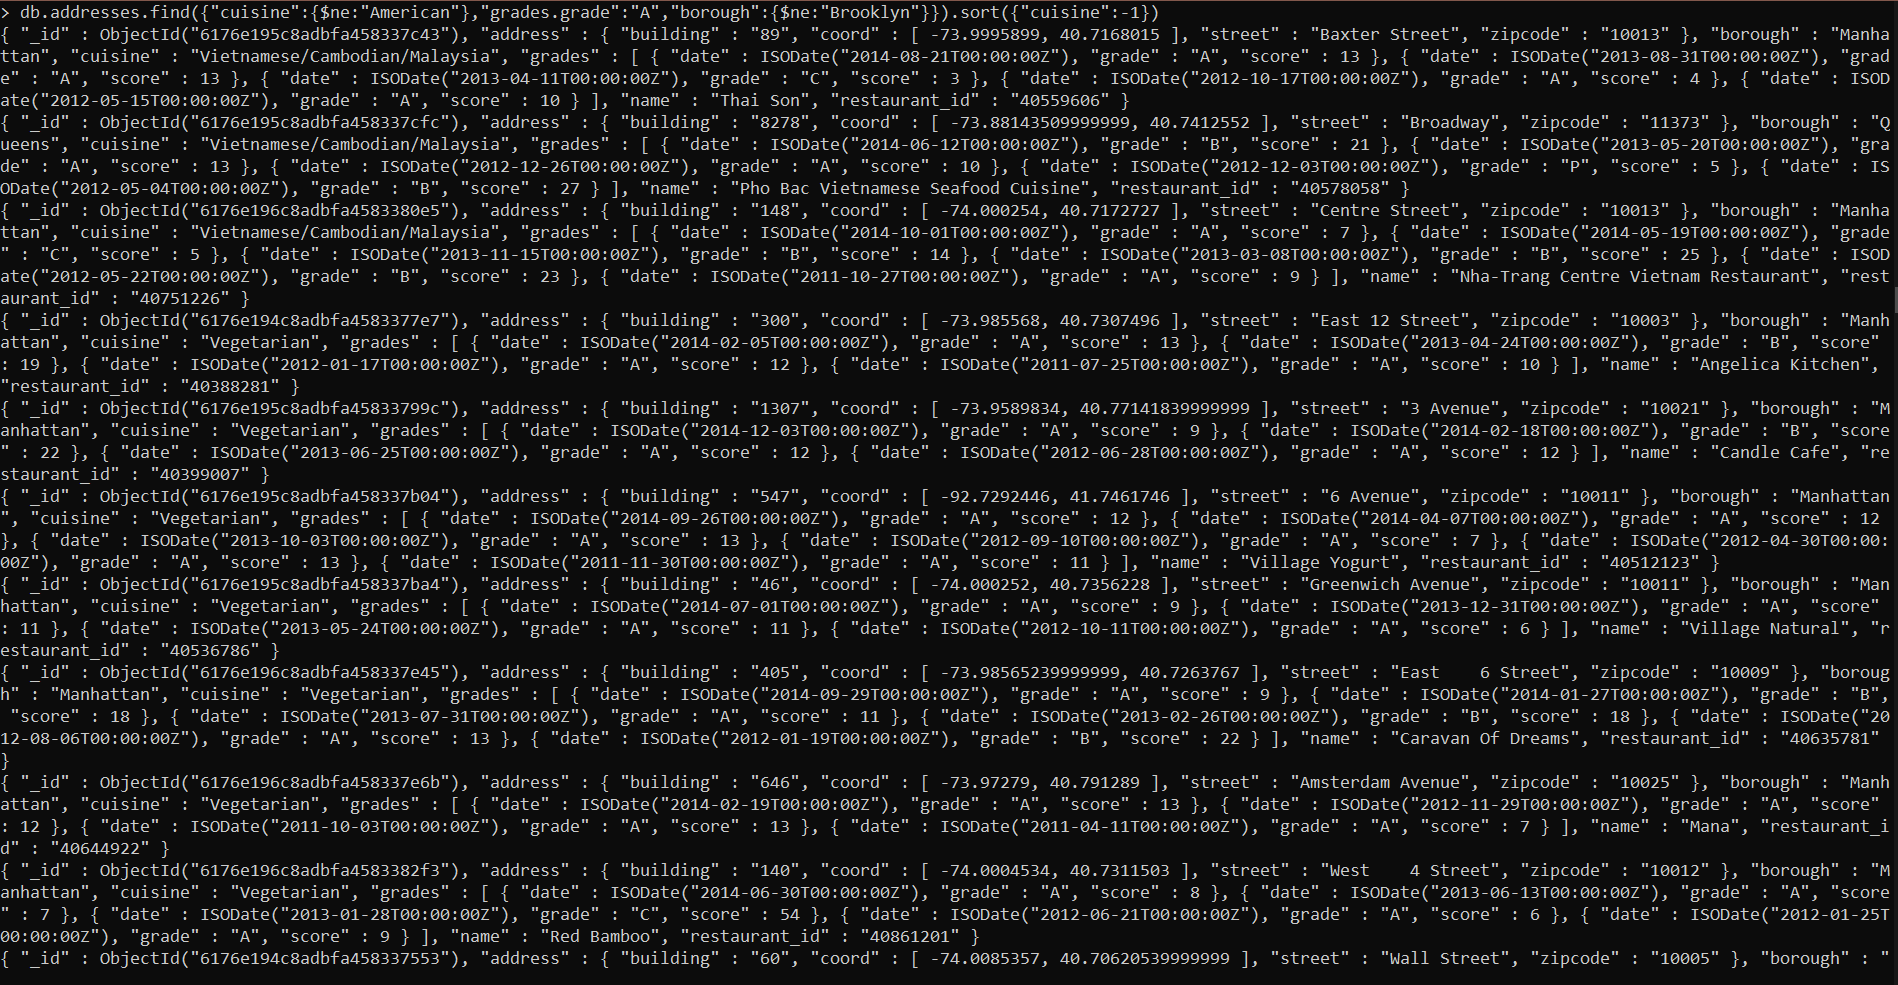 > db.addresses.find({"cuisine":{$ne:"American"},"grades.grade":"A","borough":{$ne:"Brooklyn"}}).sort({"cuisine":-1})
{ "_id" : ObjectId("6176e195c8adbfa458337c43"), "address" : { "building" : "89", "coord" : [ -73.9995899, 40.7168015 ], "street" : "Baxter Street", "zipcode" : "10013" }, "borough" : "Manha
ttan", "cuisine" : "Vietnamese/Cambodian/Malaysia", "grades" : [ { "date" : ISODate("2014-08-21T00:00:00Z"), "grade" : "A", "score" : 13 }, { "date" : ISODate("2013-08-31T00:00:00Z"), "grad
e" : "A", "score" : 13 }, { "date" : ISODate("2013-04-11T00:00:00Z"), "grade" : "C", "score" : 3 }, { "date" : ISODate("2012-10-17T00:00:00Z"), "grade" : "A", "score" : 4 }, { "date" : ISOD
ate("2012-05-15T00:00:00Z"), "grade" : "A", "score" : 10 } ], "name" : "Thai Son", "restaurant_id" : "40559606" }
{ "_id" : ObjectId("6176e195c8adbfa458337cfc"), "address" : { "building" : "8278", "coord" : [ -73.88143509999999, 40.7412552 ], "street" : "Broadway", "zipcode" : "11373" }, "borough" : "Q
ueens", "cuisine" : "Vietnamese/Cambodian/Malaysia", "grades" : [ { "date" : ISODate("2014-06-12T00:00:00Z"), "grade" : "B", "score" : 21 }, { "date" : ISODate("2013-05-20T00:00:00Z"), "gra
de" : "A", "score" : 13 }, { "date" : ISODate("2012-12-26T00:00:00Z"), "grade" : "A", "score" : 10 }, { "date" : ISODate("2012-12-03T00:00:00Z"), "grade" : "P", "score" : 5 }, { "date" : IS
ODate("2012-05-04T00:00:00Z"), "grade" : "B", "score" : 27 } ], "name" : "Pho Bac Vietnamese Seafood Cuisine", "restaurant_id" : "40578058" }
{ "_id" : ObjectId("6176e196c8adbfa4583380e5"), "address" : { "building" : "148", "coord" : [ -74.000254, 40.7172727 ], "street" : "Centre Street", "zipcode" : "10013" }, "borough" : "Manha
ttan", "cuisine" : "Vietnamese/Cambodian/Malaysia", "grades" : [ { "date" : ISODate("2014-10-01T00:00:00Z"), "grade" : "A", "score" : 7 }, { "date" : ISODate("2014-05-19T00:00:00Z"), "grade
" : "C", "score" : 5 }, { "date" : ISODate("2013-11-15T00:00:00Z"), "grade" : "B", "score" : 14 }, { "date" : ISODate("2013-03-08T00:00:00Z"), "grade" : "B", "score" : 25 }, { "date" : ISOD
ate("2012-05-22T00:00:00Z"), "grade" : "B", "score" : 23 }, { "date" : ISODate("2011-10-27T00:00:00Z"), "grade" : "A", "score" : 9 } ], "name" : "Nha-Trang Centre Vietnam Restaurant", "rest
aurant_id" : "40751226" }
{ "_id" : ObjectId("6176e194c8adbfa4583377e7"), "address" : { "building" : "300", "coord" : [ -73.985568, 40.7307496 ], "street" : "East 12 Street", "zipcode" : "10003" }, "borough" : "Manh
attan", "cuisine" : "Vegetarian", "grades" : [ { "date" : ISODate("2014-02-05T00:00:00Z"), "grade" : "A", "score" : 13 }, { "date" : ISODate("2013-04-24T00:00:00Z"), "grade" : "B", "score" 
: 19 }, { "date" : ISODate("2012-01-17T00:00:00Z"), "grade" : "A", "score" : 12 }, { "date" : ISODate("2011-07-25T00:00:00Z"), "grade" : "A", "score" : 10 } ], "name" : "Angelica Kitchen",
"restaurant_id" : "40388281" }
{ "_id" : ObjectId("6176e195c8adbfa45833799c"), "address" : { "building" : "1307", "coord" : [ -73.9589834, 40.77141839999999 ], "street" : "3 Avenue", "zipcode" : "10021" }, "borough" : "M
anhattan", "cuisine" : "Vegetarian", "grades" : [ { "date" : ISODate("2014-12-03T00:00:00Z"), "grade" : "A", "score" : 9 }, { "date" : ISODate("2014-02-18T00:00:00Z"), "grade" : "B", "score
" : 22 }, { "date" : ISODate("2013-06-25T00:00:00Z"), "grade" : "A", "score" : 12 }, { "date" : ISODate("2012-06-28T00:00:00Z"), "grade" : "A", "score" : 12 } ], "name" : "Candle Cafe", "re
staurant_id" : "40399007" }
{ "_id" : ObjectId("6176e195c8adbfa458337b04"), "address" : { "building" : "547", "coord" : [ -92.7292446, 41.7461746 ], "street" : "6 Avenue", "zipcode" : "10011" }, "borough" : "Manhattan
", "cuisine" : "Vegetarian", "grades" : [ { "date" : ISODate("2014-09-26T00:00:00Z"), "grade" : "A", "score" : 12 }, { "date" : ISODate("2014-04-07T00:00:00Z"), "grade" : "A", "score" : 12
}, { "date" : ISODate("2013-10-03T00:00:00Z"), "grade" : "A", "score" : 13 }, { "date" : ISODate("2012-09-10T00:00:00Z"), "grade" : "A", "score" : 7 }, { "date" : ISODate("2012-04-30T00:00:
00Z"), "grade" : "A", "score" : 13 }, { "date" : ISODate("2011-11-30T00:00:00Z"), "grade" : "A", "score" : 11 } ], "name" : "Village Yogurt", "restaurant_id" : "40512123" }
{ "_id" : ObjectId("6176e195c8adbfa458337ba4"), "address" : { "building" : "46", "coord" : [ -74.000252, 40.7356228 ], "street" : "Greenwich Avenue", "zipcode" : "10011" }, "borough" : "Man
hattan", "cuisine" : "Vegetarian", "grades" : [ { "date" : ISODate("2014-07-01T00:00:00Z"), "grade" : "A", "score" : 9 }, { "date" : ISODate("2013-12-31T00:00:00Z"), "grade" : "A", "score"
: 11 }, { "date" : ISODate("2013-05-24T00:00:00Z"), "grade" : "A", "score" : 11 }, { "date" : ISODate("2012-10-11T00:00:00Z"), "grade" : "A", "score" : 6 } ], "name" : "Village Natural", "r
estaurant_id" : "40536786" }
{ "_id" : ObjectId("6176e196c8adbfa458337e45"), "address" : { "building" : "405", "coord" : [ -73.98565239999999, 40.7263767 ], "street" : "East    6 Street", "zipcode" : "10009" }, "boroug
h" : "Manhattan", "cuisine" : "Vegetarian", "grades" : [ { "date" : ISODate("2014-09-29T00:00:00Z"), "grade" : "A", "score" : 9 }, { "date" : ISODate("2014-01-27T00:00:00Z"), "grade" : "B",
 "score" : 18 }, { "date" : ISODate("2013-07-31T00:00:00Z"), "grade" : "A", "score" : 11 }, { "date" : ISODate("2013-02-26T00:00:00Z"), "grade" : "B", "score" : 18 }, { "date" : ISODate("20
12-08-06T00:00:00Z"), "grade" : "A", "score" : 13 }, { "date" : ISODate("2012-01-19T00:00:00Z"), "grade" : "B", "score" : 22 } ], "name" : "Caravan Of Dreams", "restaurant_id" : "40635781"
}
{ "_id" : ObjectId("6176e196c8adbfa458337e6b"), "address" : { "building" : "646", "coord" : [ -73.97279, 40.791289 ], "street" : "Amsterdam Avenue", "zipcode" : "10025" }, "borough" : "Manh
attan", "cuisine" : "Vegetarian", "grades" : [ { "date" : ISODate("2014-02-19T00:00:00Z"), "grade" : "A", "score" : 13 }, { "date" : ISODate("2012-11-29T00:00:00Z"), "grade" : "A", "score"
: 12 }, { "date" : ISODate("2011-10-03T00:00:00Z"), "grade" : "A", "score" : 13 }, { "date" : ISODate("2011-04-11T00:00:00Z"), "grade" : "A", "score" : 7 } ], "name" : "Mana", "restaurant_i
d" : "40644922" }
{ "_id" : ObjectId("6176e196c8adbfa4583382f3"), "address" : { "building" : "140", "coord" : [ -74.0004534, 40.7311503 ], "street" : "West    4 Street", "zipcode" : "10012" }, "borough" : "M
anhattan", "cuisine" : "Vegetarian", "grades" : [ { "date" : ISODate("2014-06-30T00:00:00Z"), "grade" : "A", "score" : 8 }, { "date" : ISODate("2013-06-13T00:00:00Z"), "grade" : "A", "score
" : 7 }, { "date" : ISODate("2013-01-28T00:00:00Z"), "grade" : "C", "score" : 54 }, { "date" : ISODate("2012-06-21T00:00:00Z"), "grade" : "A", "score" : 6 }, { "date" : ISODate("2012-01-25T
00:00:00Z"), "grade" : "A", "score" : 9 } ], "name" : "Red Bamboo", "restaurant_id" : "40861201" }
{ "_id" : ObjectId("6176e194c8adbfa458337553"), "address" : { "building" : "60", "coord" : [ -74.0085357, 40.70620539999999 ], "street" : "Wall Street", "zipcode" : "10005" }, "borough" : "